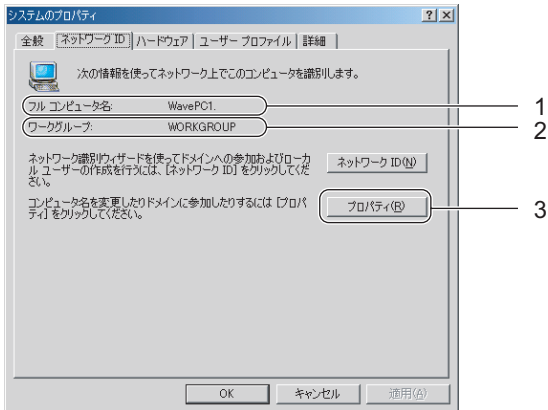 システムのプロパティ
全般 ネットワーク ID ハードウェア ユーザー プロファイル 詳細
次の情報を使ってネットワーク上でこのコンピュータを識別します。
フル コンピュータ名: WavePC1. 1
ワークグループ: WORKGROUP 2
ネットワーク識別ウィザードを使ってドメインへの参加およびローカ
ル ユーザーの作成を行うには、[ネットワーク ID] をクリックしてくだ
さい。
ネットワーク ID(N)
コンピュータ名を変更したりドメインに参加したりするには [プロパ
ティ] をクリックしてください。
プロパティ(R) 3
OK キャンセル 適用(A)